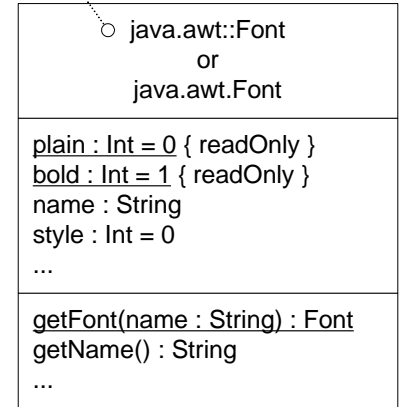 java.awt::Font
or
java.awt.Font
plain : Int = 0 { readOnly }
bold : Int = 1 { readOnly }
name : String
style : Int = 0
...
getFont(name : String) : Font
getName() : String
...